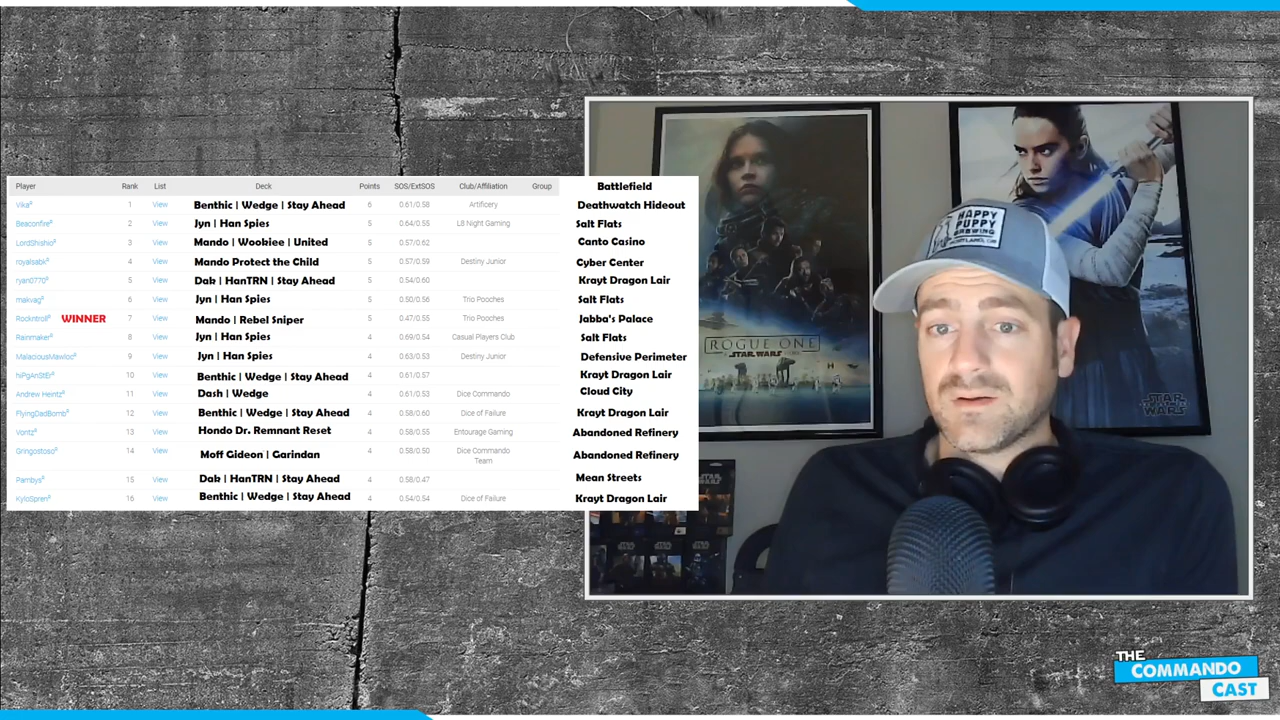 Player Rank List Deck Points SOS/ExtSOS Club/Affiliation Group Battlefield
Vika 1 View Benthic | Wedge | Stay Ahead 6 0.61/0.58 Artificery Deathwatch Hideout
Beaconfire 2 View Jyn | Han Spies 5 0.64/0.55 L8 Night Gaming Salt Flats
LordShishio 3 View Mando | Wookiee | United 5 0.57/0.62 Canto Casino
royalsabk 4 View Mando Protect the Child 5 0.57/0.59 Destiny Junior Cyber Center
ryan0770 5 View Dak | HanTRN | Stay Ahead 5 0.54/0.60 Krayt Dragon Lair
makvag 6 View Jyn | Han Spies 5 0.50/0.56 Trio Pooches Salt Flats
Rockntroll WINNER 7 View Mando | Rebel Sniper 5 0.47/0.55 Trio Pooches Jabba's Palace
Rainmaker 8 View Jyn | Han Spies 4 0.69/0.54 Casual Players Club Salt Flats
MalaciousMawloc 9 View Jyn | Han Spies 4 0.63/0.53 Destiny Junior Defensive Perimeter
hiPgAnStEr 10 View Benthic | Wedge | Stay Ahead 4 0.61/0.57 Krayt Dragon Lair
Andrew Heintz 11 View Dash | Wedge 4 0.61/0.53 Dice Commando Cloud City
FlyingDadBomb 12 View Benthic | Wedge | Stay Ahead 4 0.58/0.60 Dice of Failure Krayt Dragon Lair
Vontz 13 View Hondo Dr. Remnant Reset 4 0.58/0.55 Entourage Gaming Abandoned Refinery
Gringostoso 14 View Moff Gideon | Garindan 4 0.58/0.50 Dice Commando Team Abandoned Refinery
Pambys 15 View Dak | HanTRN | Stay Ahead 4 0.58/0.47 Mean Streets
KyloSpren 16 View Benthic | Wedge | Stay Ahead 4 0.54/0.54 Dice of Failure Krayt Dragon Lair
ROGUE ONE
STAR WARS
HAPPY
PUPPY
BREWING
STAR
WARS
THE
COMMANDO
CAST